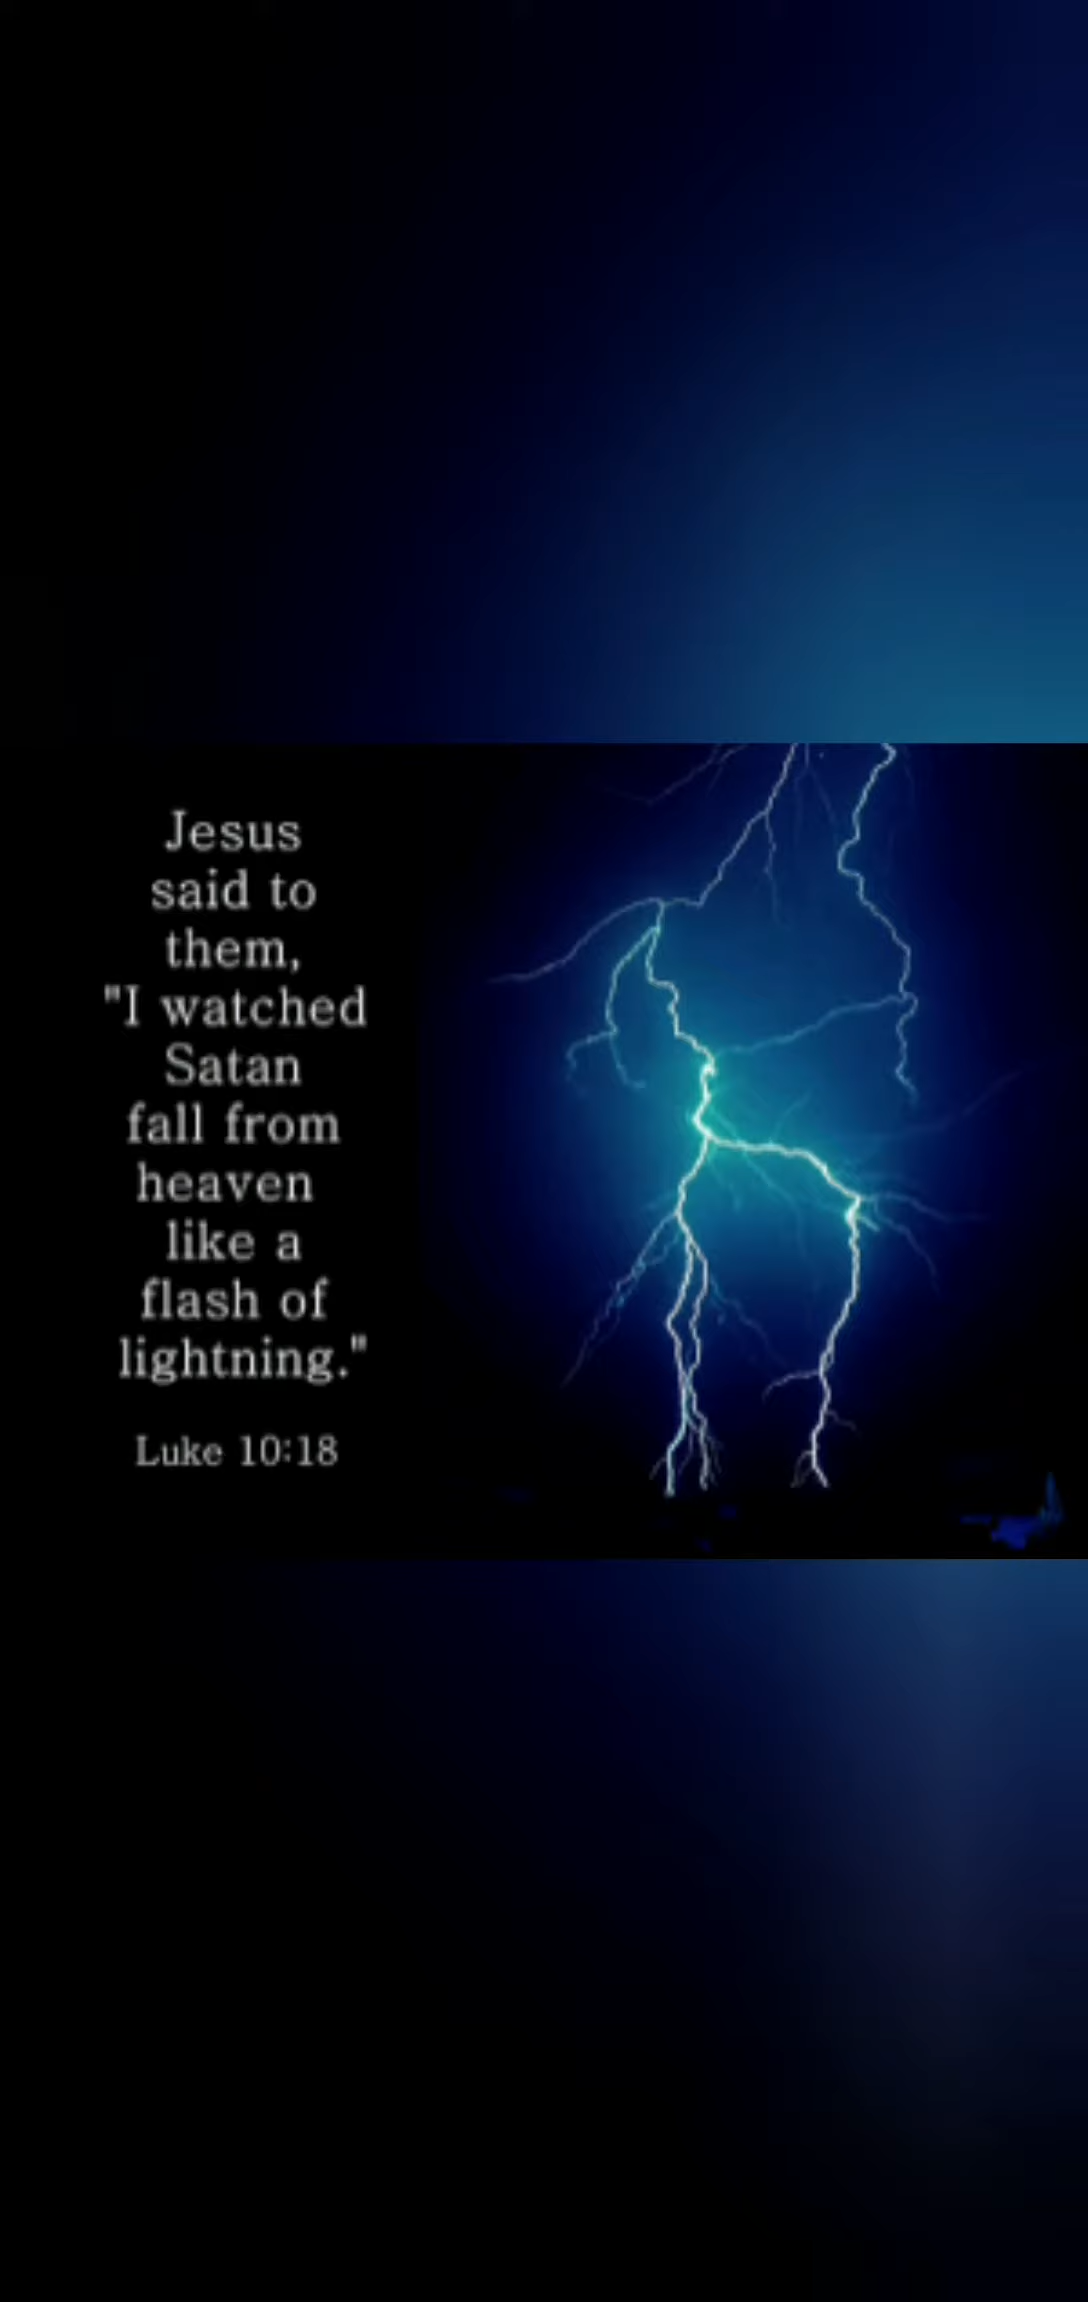 Jesus
said to
them,
"I watched
Satan
fall from
heaven
like a
flash of
lightning."
Luke 10:18